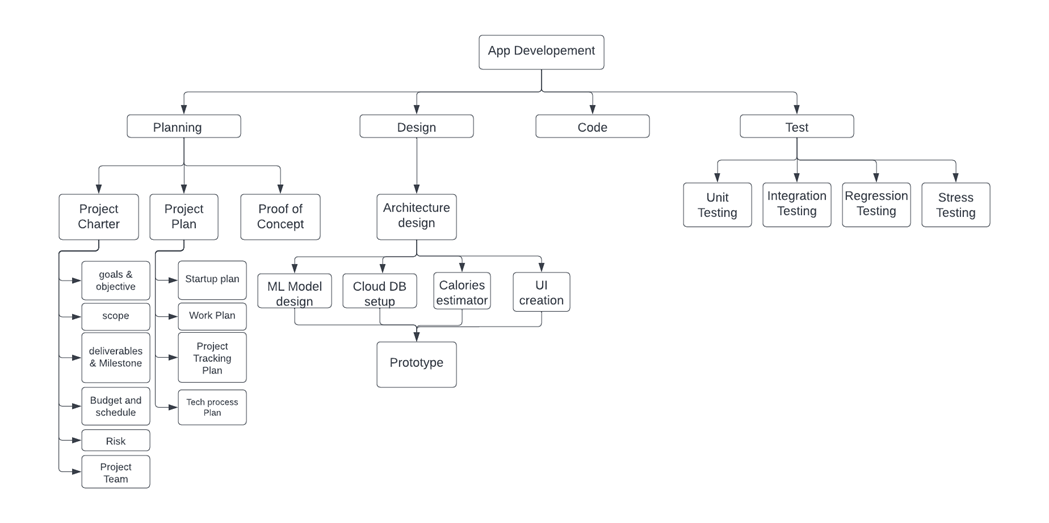 App Developement
Planning
Design
Code
Test
Project
Charter
Project
Plan
Proof of
Concept
Architecture
design
Unit
Testing
Integration
Testing
Regression
Testing
Stress
Testing
goals &
objective
scope
deliverables
& Milestone
Budget and
schedule
Risk
Project
Team
Startup plan
Work Plan
Project
Tracking
Plan
Tech process
Plan
ML Model
design
Cloud DB
setup
Calories
estimator
UI
creation
Prototype